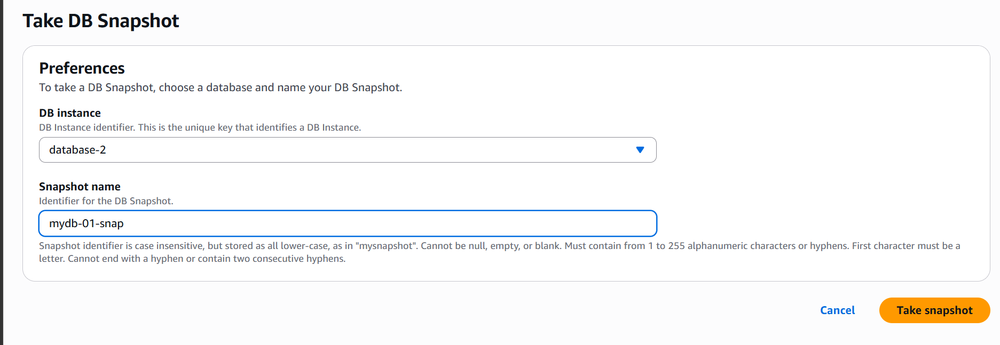 Take DB Snapshot
Preferences
To take a DB Snapshot, choose a database and name your DB Snapshot.
DB instance
DB Instance identifier. This is the unique key that identifies a DB Instance.
database-2
Snapshot name
Identifier for the DB Snapshot.
mydb-01-snap
Snapshot identifier is case insensitive, but stored as all lower-case, as in "mysnapshot". Cannot be null, empty, or blank. Must contain from 1 to 255 alphanumeric characters or hyphens. First character must be a
letter. Cannot end with a hyphen or contain two consecutive hyphens.
Cancel
Take snapshot